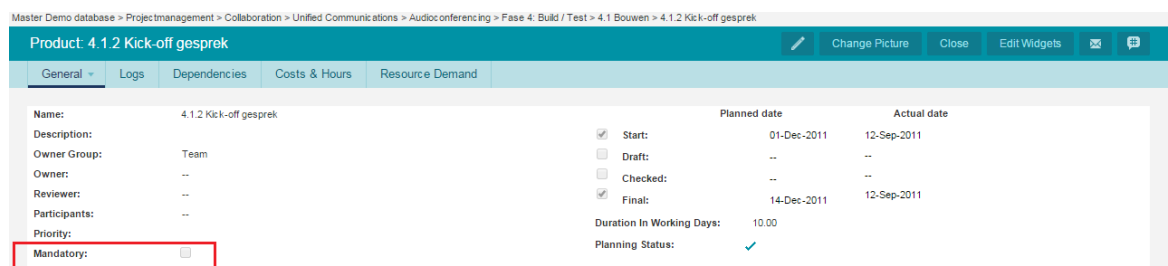 Master Demo database > Projectmanagement > Collaboration > Unified Communications > Audioconferencing > Fase 4: Build / Test > 4.1 Bouwen > 4.1.2 Kick-off gesprek
Product: 4.1.2 Kick-off gesprek Change Picture Close Edit Widgets
General Logs Dependencies Costs & Hours Resource Demand
Planned date Actual date
Name: 4.1.2 Kick-off gesprek
Description: Start: 01-Dec-2011 12-Sep-2011
Owner Group: Team Draft: -- --
Owner: -- Checked: -- --
Reviewer: -- Final: 14-Dec-2011 12-Sep-2011
Participants: -- Duration In Working Days: 10.00
Priority: Planning Status:
Mandatory: